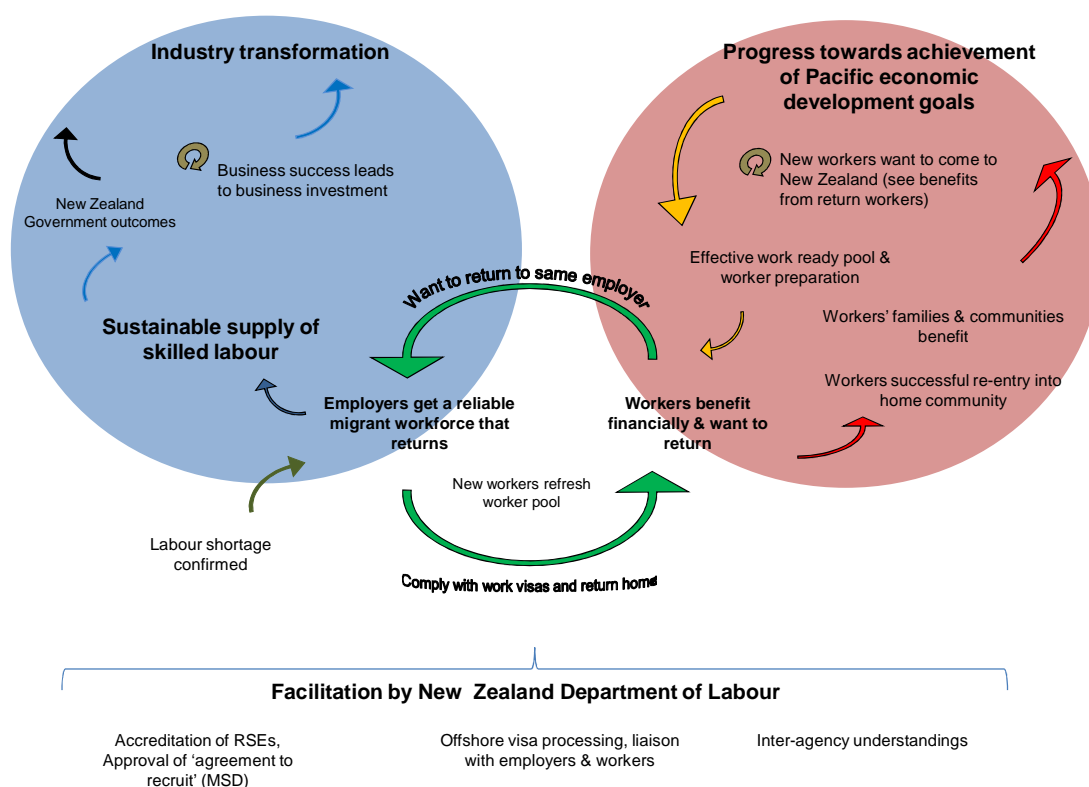 Industry transformation
Business success leads
to business investment
New Zealand
Government outcomes
Sustainable supply of
skilled labour
Employers get a reliable
migrant workforce that
returns
Labour shortage
confirmed
Want to return to same employer
New workers refresh
worker pool
Comply with work visas and return home
Progress towards achievement
of Pacific economic
development goals
New workers want to come to
New Zealand (see benefits
from return workers)
Effective work ready pool &
worker preparation
Workers' families & communities
benefit
Workers successful re-entry into
home community
Workers benefit
financially & want to
return
Facilitation by New  Zealand Department of Labour
Accreditation of RSEs,
Approval of 'agreement to
recruit' (MSD)
Offshore visa processing, liaison
with employers & workers
Inter-agency understandings